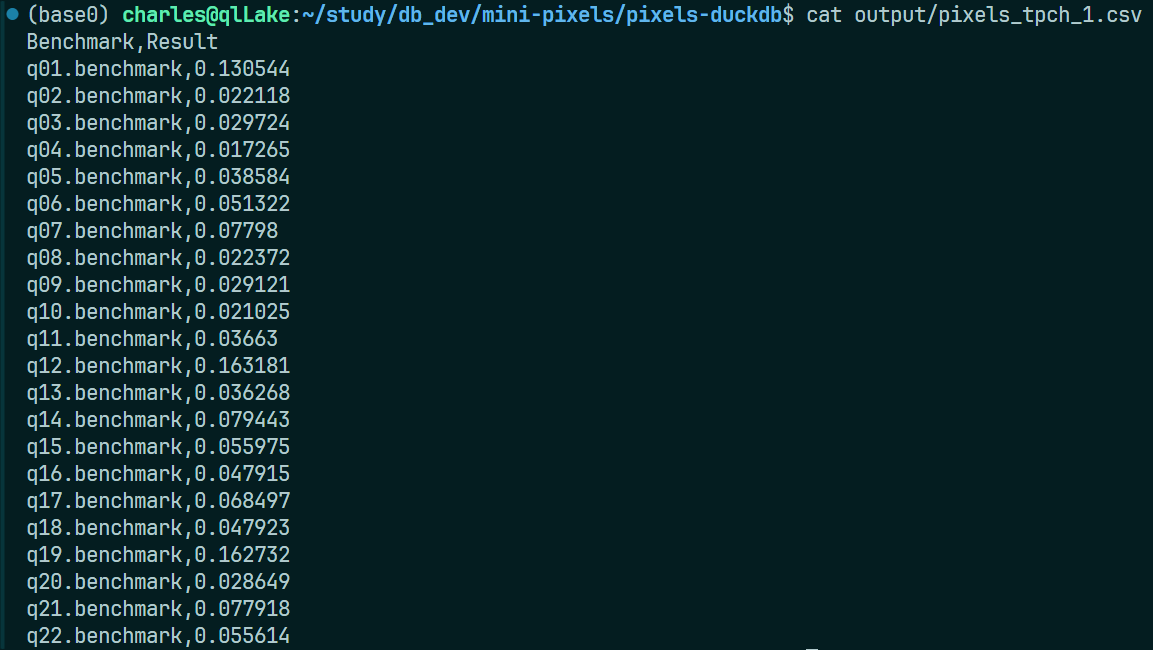 (base0) charles@qlLake:~/study/db_dev/mini-pixels/pixels-duckdb$ cat output/pixels_tpch_1.csv
Benchmark,Result
q01.benchmark,0.130544
q02.benchmark,0.022118
q03.benchmark,0.029724
q04.benchmark,0.017265
q05.benchmark,0.038584
q06.benchmark,0.051322
q07.benchmark,0.07798
q08.benchmark,0.022372
q09.benchmark,0.029121
q10.benchmark,0.021025
q11.benchmark,0.03663
q12.benchmark,0.163181
q13.benchmark,0.036268
q14.benchmark,0.079443
q15.benchmark,0.055975
q16.benchmark,0.047915
q17.benchmark,0.068497
q18.benchmark,0.047923
q19.benchmark,0.162732
q20.benchmark,0.028649
q21.benchmark,0.077918
q22.benchmark,0.055614